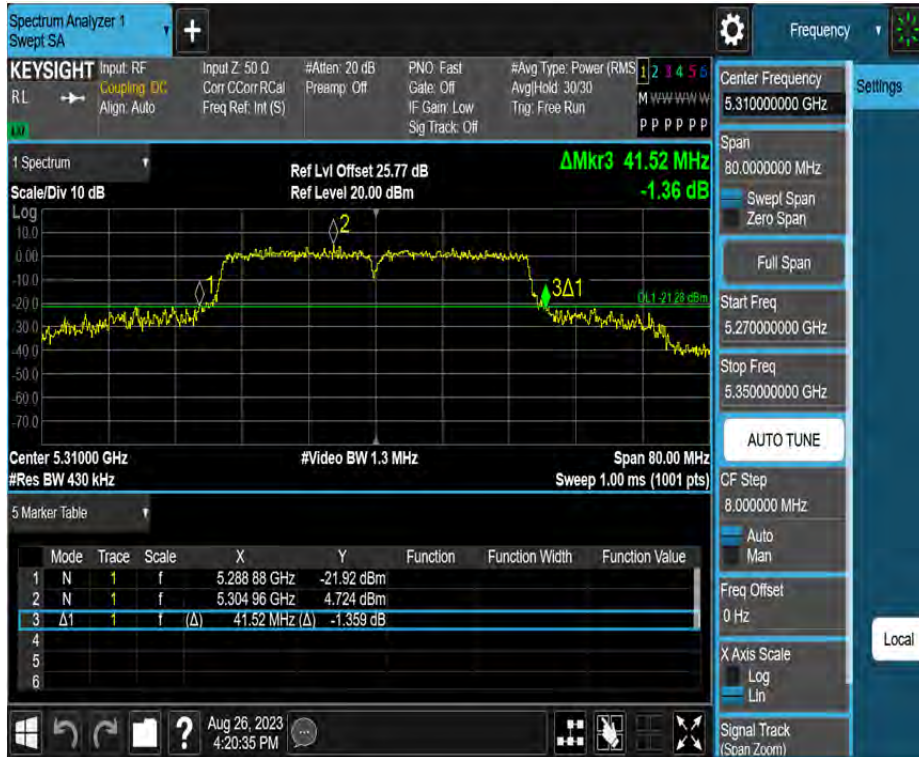 Spectrum Analyzer 1
Swept SA
Frequency
KEYSIGHT
RL
LXI
Input: RF
Coupling: DC
Align: Auto
Input Z: 50 Ω
Corr CCorr RCal
Freq Ref: Int (S)
#Atten: 20 dB
Preamp: Off
PNO: Fast
Gate: Off
IF Gain: Low
Sig Track: Off
#Avg Type: Power (RMS
Avg|Hold: 30/30
Trig: Free Run
1 2 3 4 5 6
M W W W W W
P P P P P P
Center Frequency
5.310000000 GHz
Settings
1 Spectrum
Scale/Div 10 dB
Ref Lvl Offset 25.77 dB
Ref Level 20.00 dBm
ΔMkr3 41.52 MHz
-1.36 dB
Span
80.0000000 MHz
Swept Span
Zero Span
Full Span
Log
10.0
0.00
-10.0
-20.0
-30.0
-40.0
-50.0
-60.0
-70.0
1
2
3Δ1
DL1 -21.28 dBm
Start Freq
5.270000000 GHz
Stop Freq
5.350000000 GHz
AUTO TUNE
Center 5.31000 GHz
#Res BW 430 kHz
#Video BW 1.3 MHz
Span 80.00 MHz
Sweep 1.00 ms (1001 pts)
CF Step
8.000000 MHz
Auto
Man
5 Marker Table
Mode Trace Scale X Y Function Function Width Function Value
1 N 1 f 5.288 88 GHz -21.92 dBm
2 N 1 f 5.304 96 GHz 4.724 dBm
3 Δ1 1 f (Δ) 41.52 MHz (Δ) -1.359 dB
4
5
6
Freq Offset
0 Hz
X Axis Scale
Log
Lin
Local
Signal Track
(Span Zoom)
?
Aug 26, 2023
4:20:35 PM